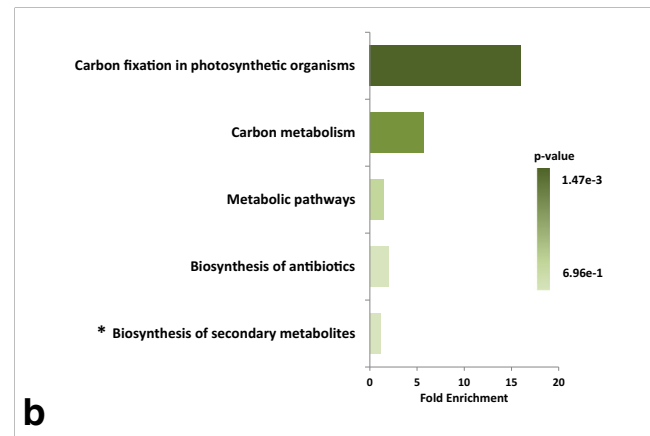 Carbon fixation in photosynthetic organisms
Carbon metabolism
Metabolic pathways
Biosynthesis of antibiotics
* Biosynthesis of secondary metabolites
p-value
1.47e-3
6.96e-1
0 5 10 15 20
Fold Enrichment
b